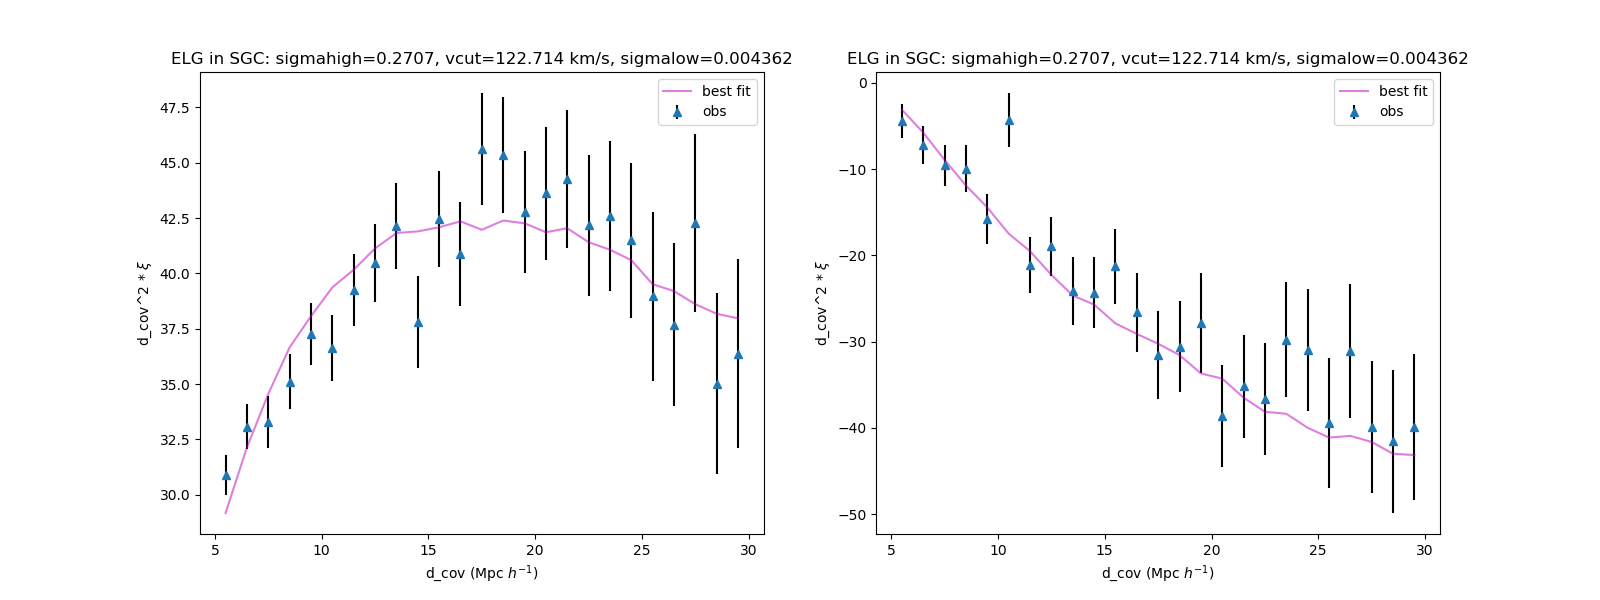 ELG in SGC: sigmahigh=0.2707, vcut=122.714 km/s, sigmalow=0.004362
best fit
obs
47.5
45.0
42.5
40.0
37.5
35.0
32.5
30.0
d_cov^2 * ξ
5
10
15
20
25
30
d_cov (Mpc h⁻¹)
ELG in SGC: sigmahigh=0.2707, vcut=122.714 km/s, sigmalow=0.004362
best fit
obs
0
−10
−20
−30
−40
−50
d_cov^2 * ξ
5
10
15
20
25
30
d_cov (Mpc h⁻¹)